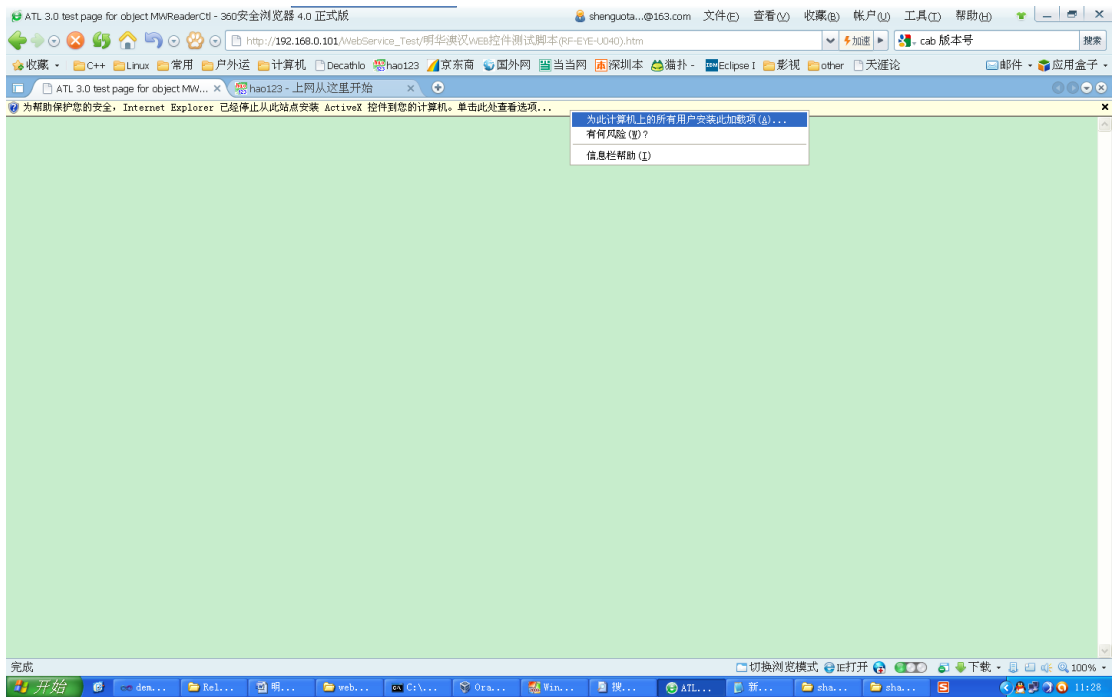 ATL 3.0 test page for object MWReaderCtl - 360安全浏览器 4.0 正式版 shenguota...@163.com 文件(F) 查看(V) 收藏(B) 帐户(U) 工具(T) 帮助(H)
http://192.168.0.101/WebService_Test/明华澳汉WEB控件测试脚本(RF-EYE-U040).htm 加速 cab 版本号 搜索
收藏 C++ Linux 常用 户外运 计算机 Decathlo hao123 京东商 国外网 当当网 深圳本 猫扑 - Eclipse I 影视 other 天涯论 邮件 应用盒子
ATL 3.0 test page for object MW... hao123 - 上网从这里开始
为帮助保护您的安全，Internet Explorer 已经停止从此站点安装 ActiveX 控件到您的计算机。单击此处查看选项...
为此计算机上的所有用户安装此加载项(A)...
有何风险(W)?
信息栏帮助(I)
完成 切换浏览模式 IE打开 下载 100%
开始 den... Rel... 明... web... C:\... Ora... Win... 搜... ATL... 新... sha... sha... S 11:28